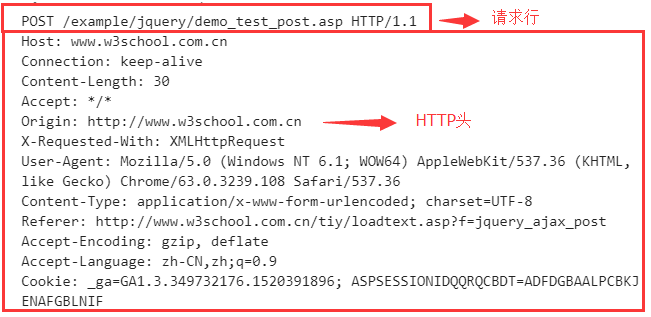 POST /example/jquery/demo_test_post.asp HTTP/1.1
请求行
Host: www.w3school.com.cn
Connection: keep-alive
Content-Length: 30
Accept: */*
Origin: http://www.w3school.com.cn
HTTP头
X-Requested-With: XMLHttpRequest
User-Agent: Mozilla/5.0 (Windows NT 6.1; WOW64) AppleWebKit/537.36 (KHTML,
like Gecko) Chrome/63.0.3239.108 Safari/537.36
Content-Type: application/x-www-form-urlencoded; charset=UTF-8
Referer: http://www.w3school.com.cn/tiy/loadtext.asp?f=jquery_ajax_post
Accept-Encoding: gzip, deflate
Accept-Language: zh-CN,zh;q=0.9
Cookie: _ga=GA1.3.349732176.1520391896; ASPSESSIONIDQQRQCBDT=ADFDGBAALPCBKJ
ENAFGBLNIF